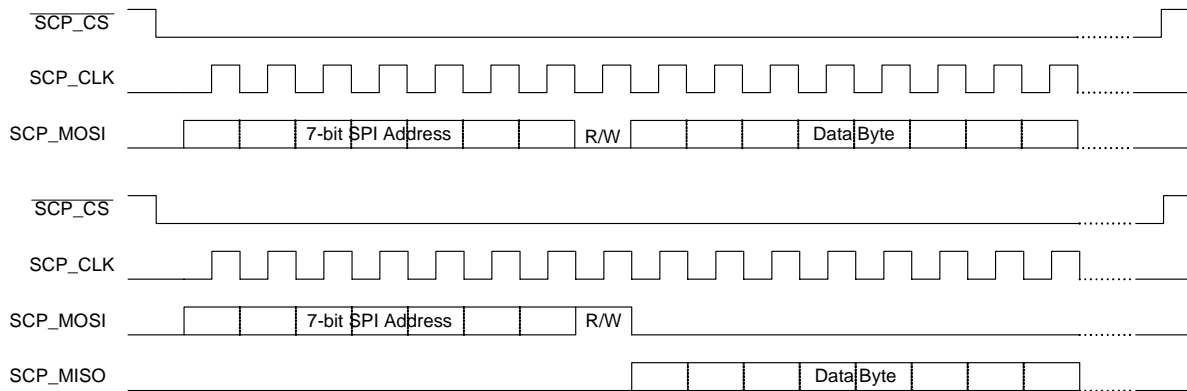 SCP_CS
SCP_CLK
SCP_MOSI 7-bit SPI Address R/W Data Byte
SCP_CS
SCP_CLK
SCP_MOSI 7-bit SPI Address R/W
SCP_MISO Data Byte